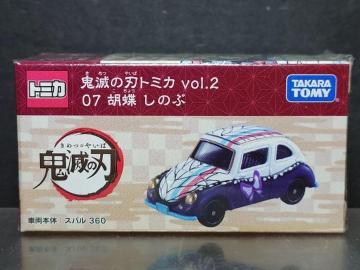 トミカ
鬼滅の刃トミカ vol.2
07 胡蝶 しのぶ
TAKARA TOMY
きめつのやいば
鬼滅の刃
車両本体 | スバル 360